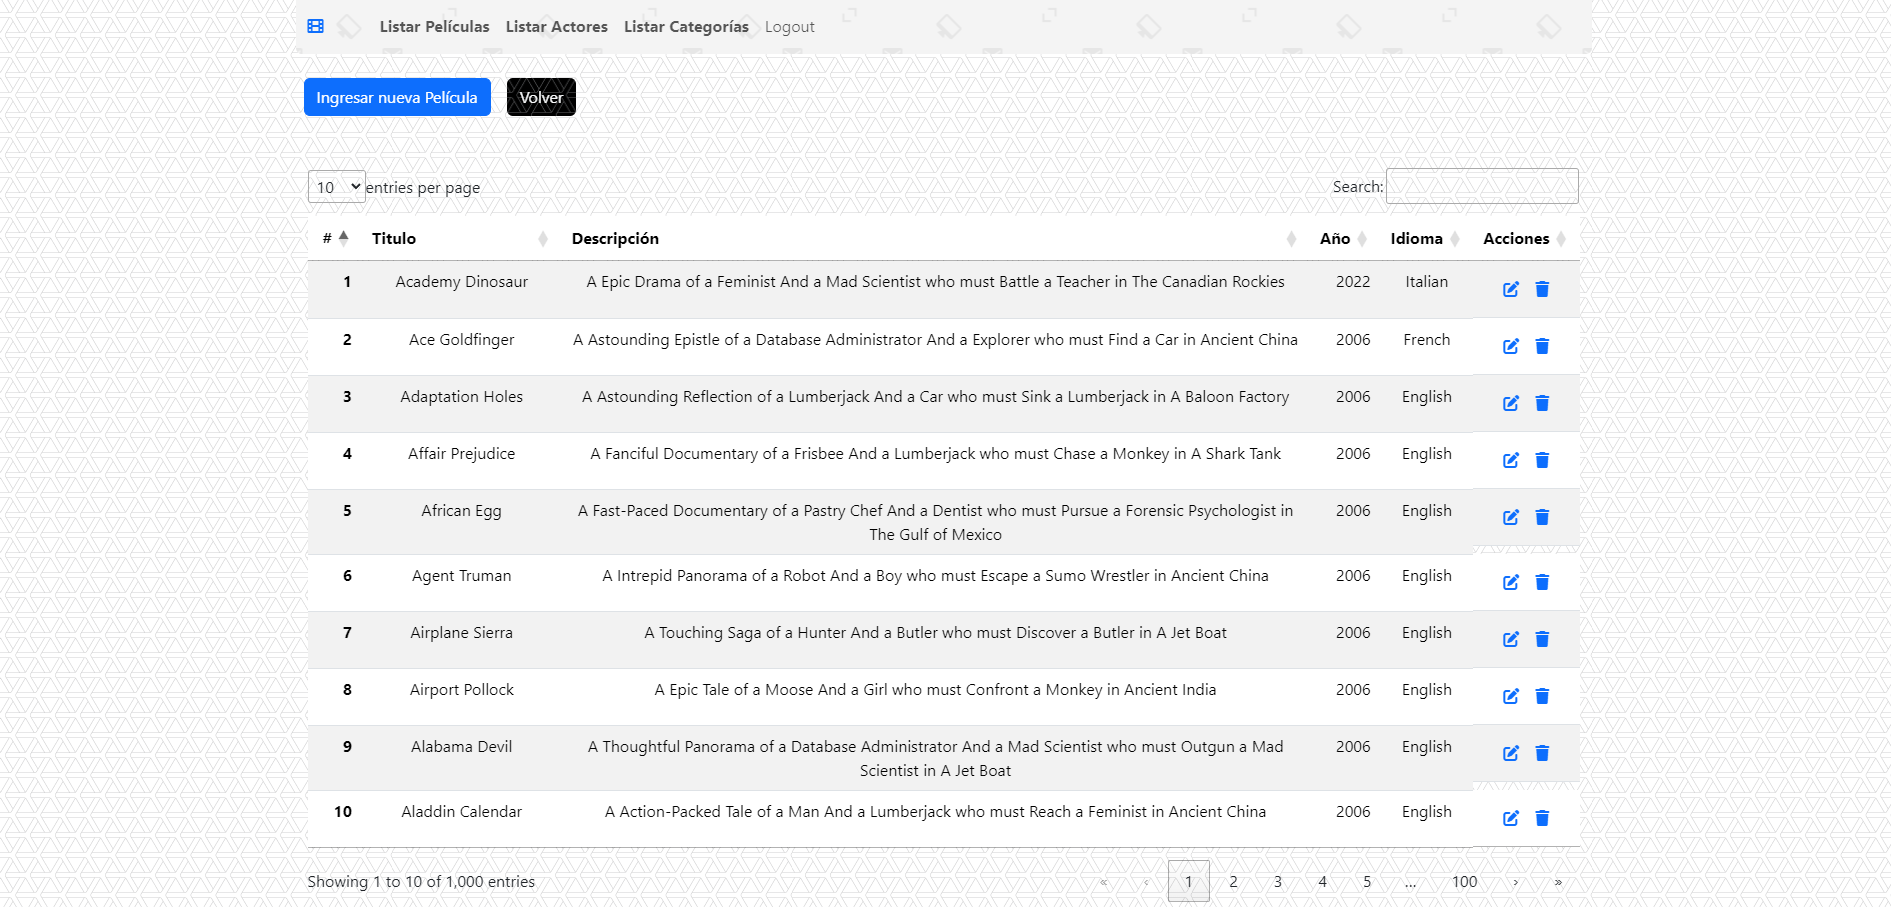 Listar Películas Listar Actores Listar Categorías Logout
Ingresar nueva Película Volver
10 entries per page Search:
# Titulo Descripción Año Idioma Acciones
1 Academy Dinosaur A Epic Drama of a Feminist And a Mad Scientist who must Battle a Teacher in The Canadian Rockies 2022 Italian
2 Ace Goldfinger A Astounding Epistle of a Database Administrator And a Explorer who must Find a Car in Ancient China 2006 French
3 Adaptation Holes A Astounding Reflection of a Lumberjack And a Car who must Sink a Lumberjack in A Baloon Factory 2006 English
4 Affair Prejudice A Fanciful Documentary of a Frisbee And a Lumberjack who must Chase a Monkey in A Shark Tank 2006 English
5 African Egg A Fast-Paced Documentary of a Pastry Chef And a Dentist who must Pursue a Forensic Psychologist in 2006 English
The Gulf of Mexico
6 Agent Truman A Intrepid Panorama of a Robot And a Boy who must Escape a Sumo Wrestler in Ancient China 2006 English
7 Airplane Sierra A Touching Saga of a Hunter And a Butler who must Discover a Butler in A Jet Boat 2006 English
8 Airport Pollock A Epic Tale of a Moose And a Girl who must Confront a Monkey in Ancient India 2006 English
9 Alabama Devil A Thoughtful Panorama of a Database Administrator And a Mad Scientist who must Outgun a Mad 2006 English
Scientist in A Jet Boat
10 Aladdin Calendar A Action-Packed Tale of a Man And a Lumberjack who must Reach a Feminist in Ancient China 2006 English
Showing 1 to 10 of 1,000 entries « ‹ 1 2 3 4 5 … 100 › »